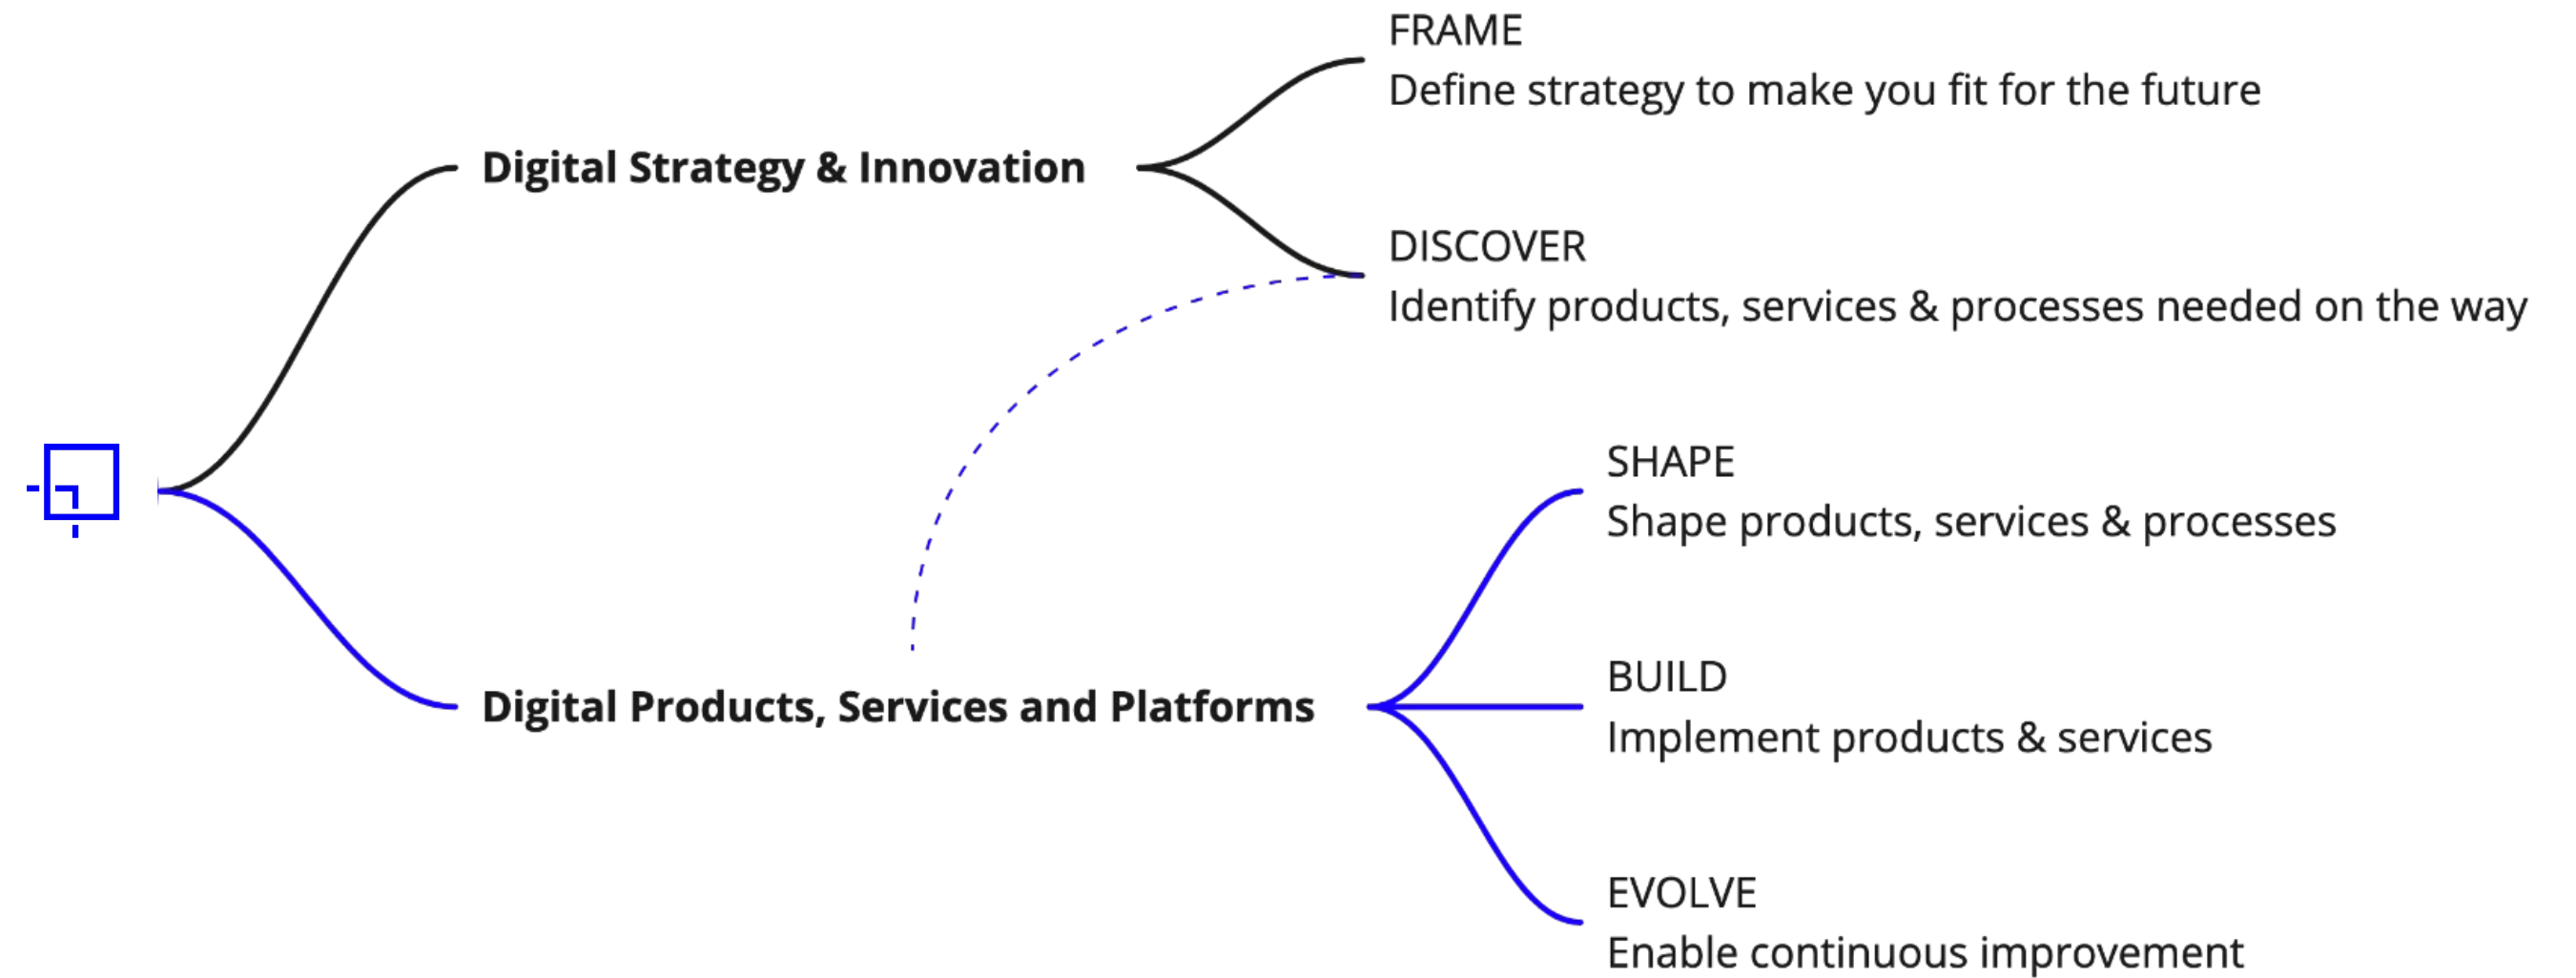 FRAME
Define strategy to make you fit for the future
Digital Strategy & Innovation
DISCOVER
Identify products, services & processes needed on the way
SHAPE
Shape products, services & processes
BUILD
Digital Products, Services and Platforms
Implement products & services
EVOLVE
Enable continuous improvement